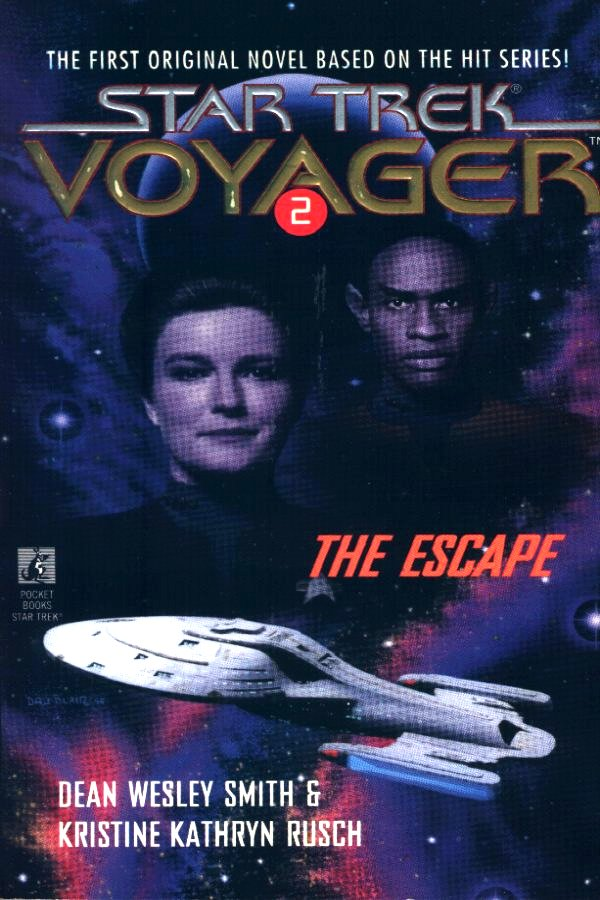 THE FIRST ORIGINAL NOVEL BASED ON THE HIT SERIES!
STAR TREK®
VOYAGER™
2
THE ESCAPE
POCKET
BOOKS
STAR TREK®
DEAN WESLEY SMITH &
KRISTINE KATHRYN RUSCH